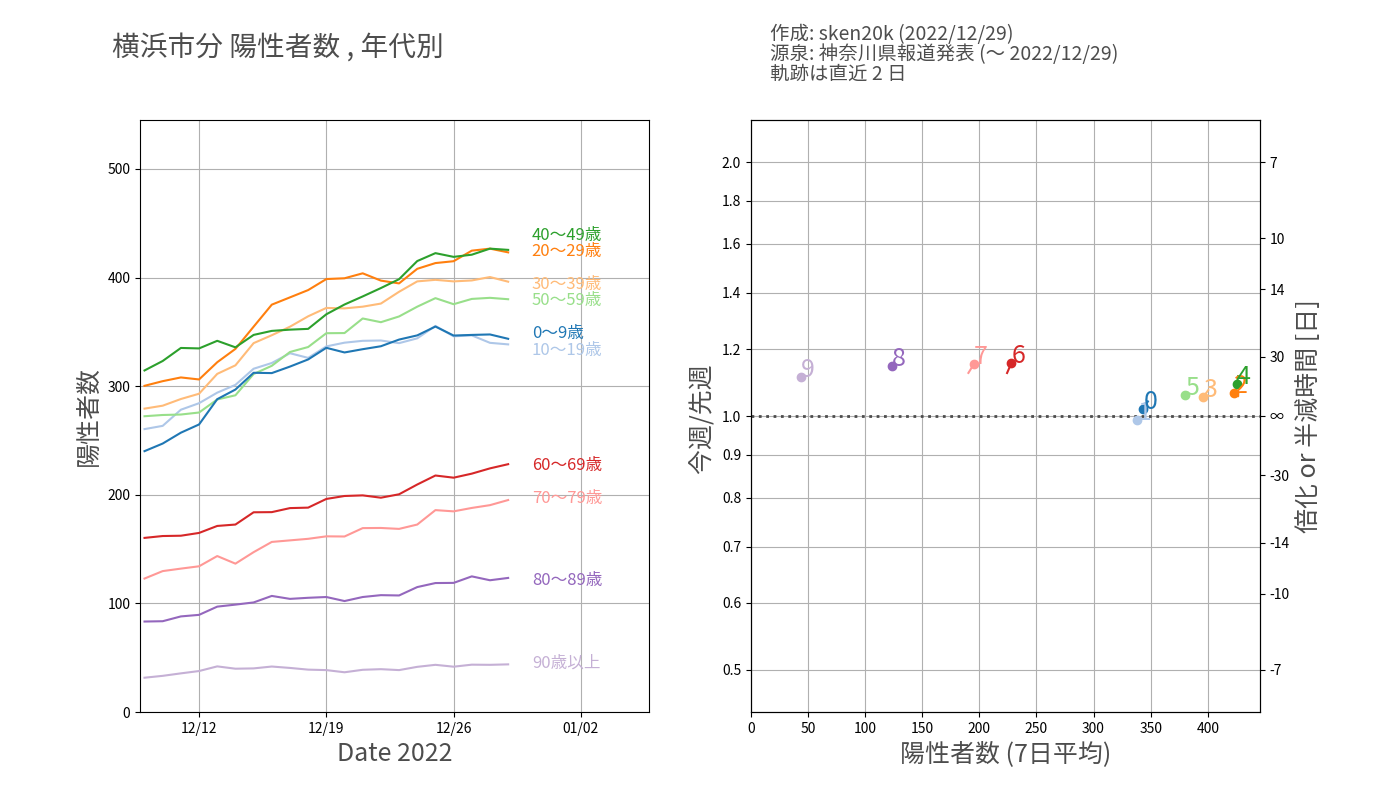 横浜市分 陽性者数 , 年代別
作成: sken20k (2022/12/29)
源泉: 神奈川県報道発表 (〜 2022/12/29)
軌跡は直近 2 日
陽性者数
500
400
300
200
100
0
40〜49歳
20〜29歳
30〜39歳
50〜59歳
0〜9歳
10〜19歳
60〜69歳
70〜79歳
80〜89歳
90歳以上
12/12
12/19
12/26
01/02
Date 2022
今週/先週
2.0
1.8
1.6
1.4
1.2
1.0
0.9
0.8
0.7
0.6
0.5
9
8
7
6
0
1
5
3
2
4
7
10
14
30
∞
-30
-14
-10
-7
倍化 or 半減時間 [日]
0
50
100
150
200
250
300
350
400
陽性者数 (7日平均)